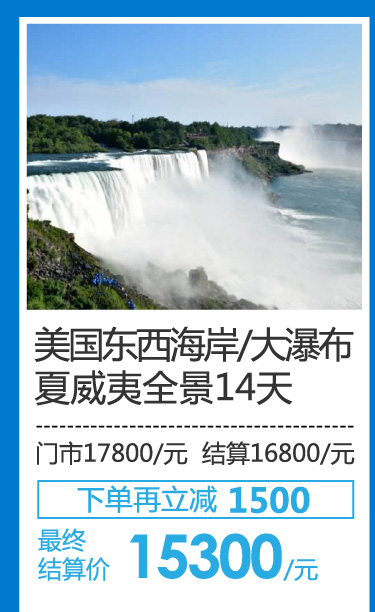 美国东西海岸/大瀑布
夏威夷全景14天
门市17800/元 结算16800/元
下单再立减 1500
最终
结算价 15300/元